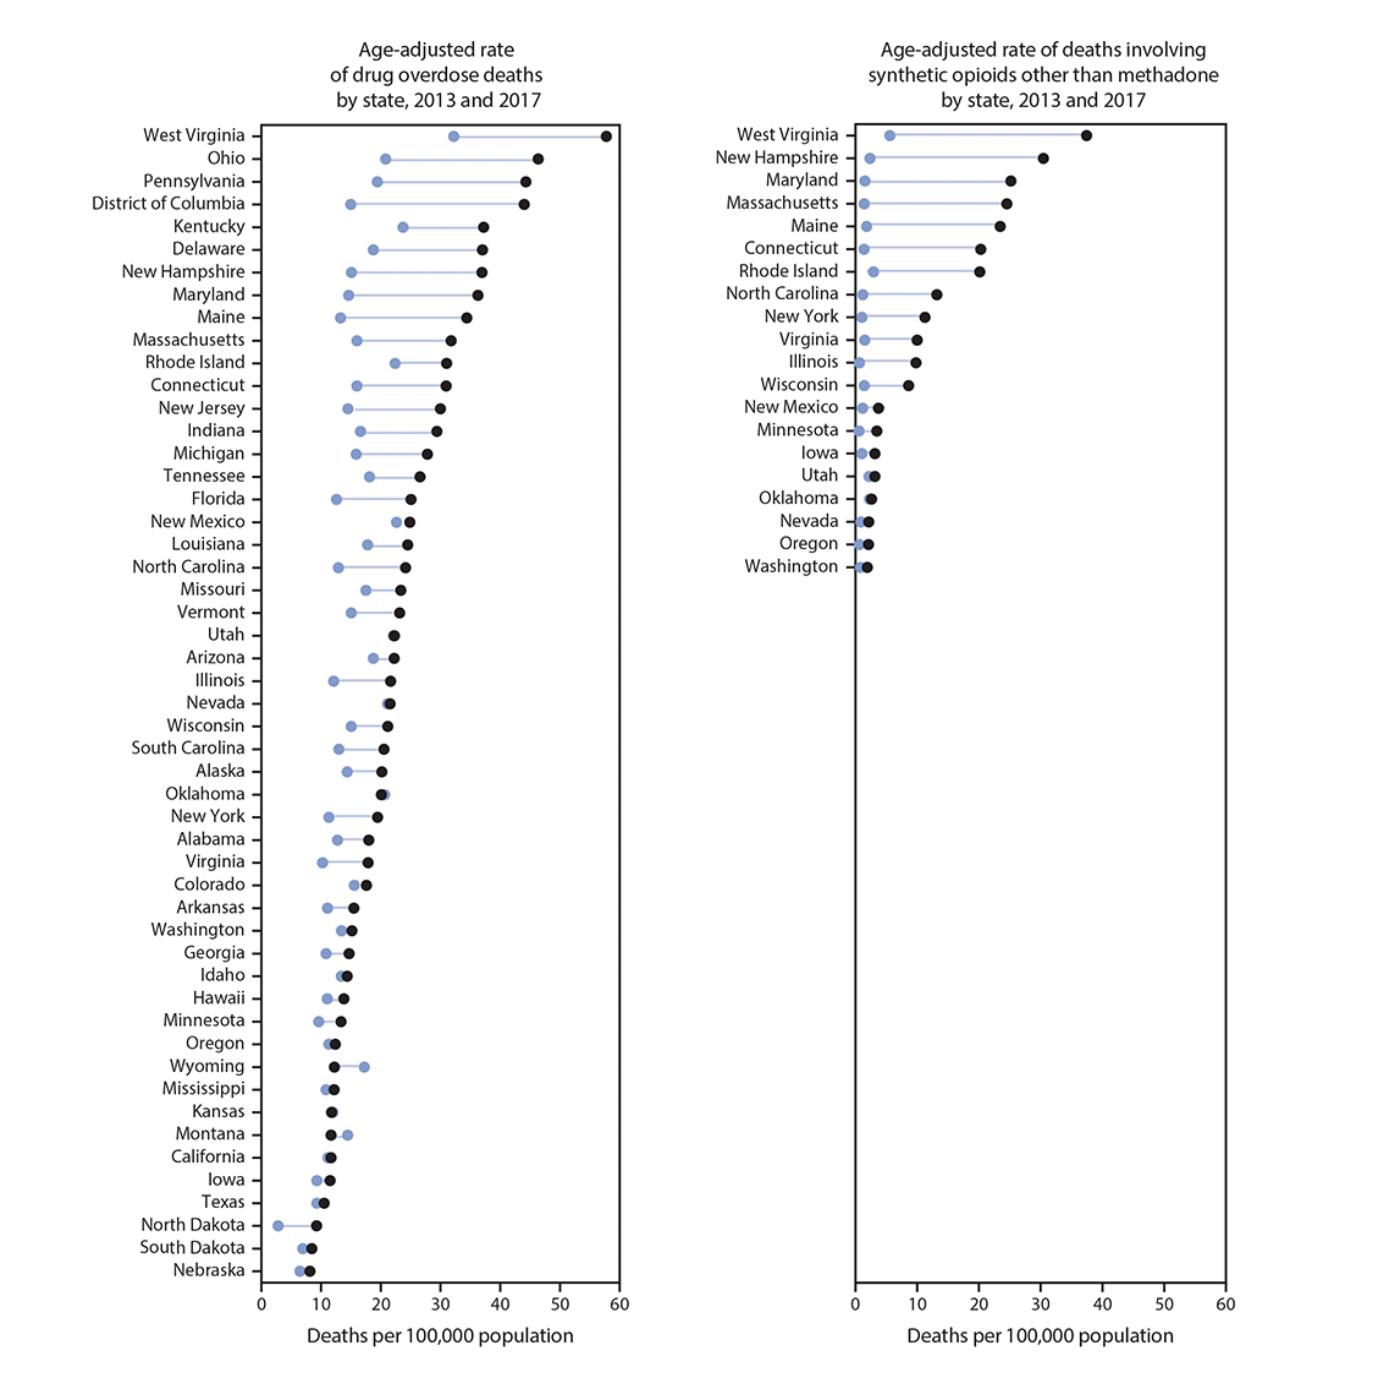 Age-adjusted rate
of drug overdose deaths
by state, 2013 and 2017
West Virginia
Ohio
Pennsylvania
District of Columbia
Kentucky
Delaware
New Hampshire
Maryland
Maine
Massachusetts
Rhode Island
Connecticut
New Jersey
Indiana
Michigan
Tennessee
Florida
New Mexico
Louisiana
North Carolina
Missouri
Vermont
Utah
Arizona
Illinois
Nevada
Wisconsin
South Carolina
Alaska
Oklahoma
New York
Alabama
Virginia
Colorado
Arkansas
Washington
Georgia
Idaho
Hawaii
Minnesota
Oregon
Wyoming
Mississippi
Kansas
Montana
California
Iowa
Texas
North Dakota
South Dakota
Nebraska
0 10 20 30 40 50 60
Deaths per 100,000 population
Age-adjusted rate of deaths involving
synthetic opioids other than methadone
by state, 2013 and 2017
West Virginia
New Hampshire
Maryland
Massachusetts
Maine
Connecticut
Rhode Island
North Carolina
New York
Virginia
Illinois
Wisconsin
New Mexico
Minnesota
Iowa
Utah
Oklahoma
Nevada
Oregon
Washington
0 10 20 30 40 50 60
Deaths per 100,000 population